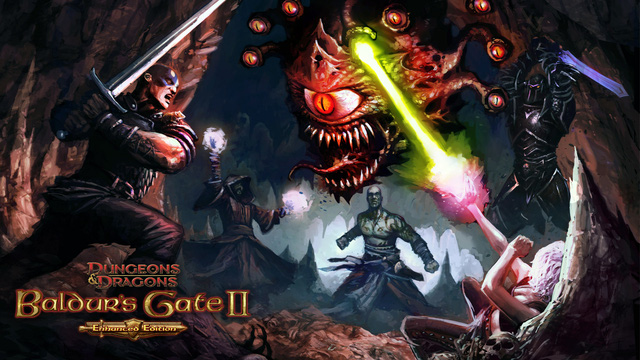 DUNGEONS
& DRAGONS
BALDUR'S GATE II
Enhanced Edition